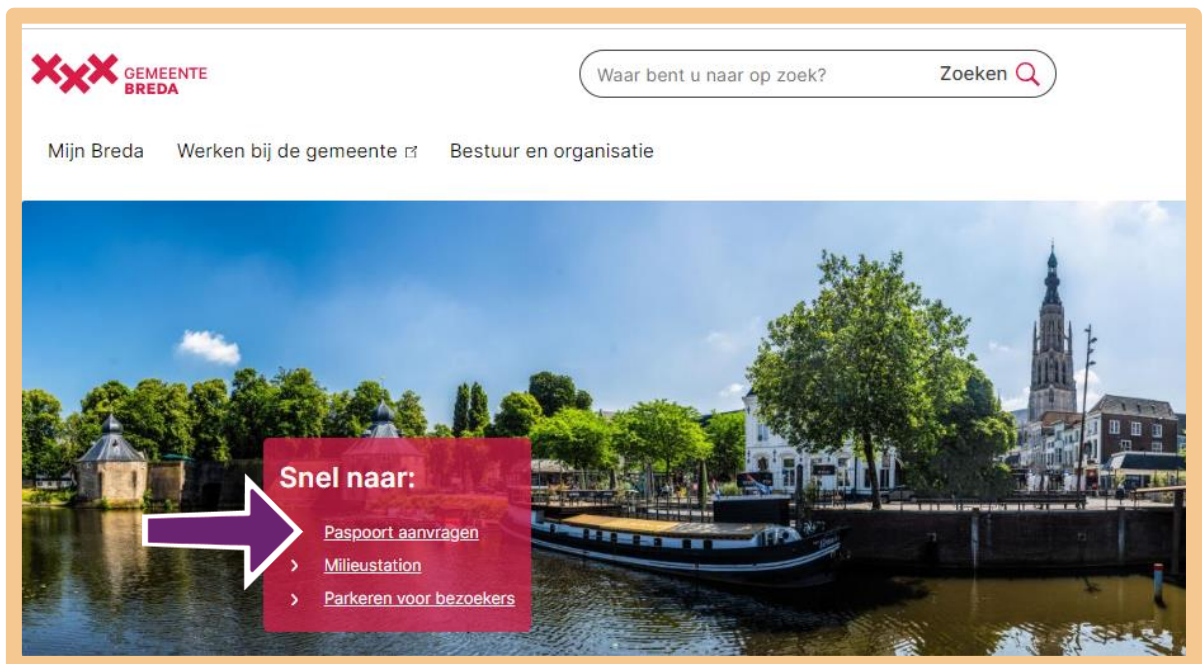 GEMEENTE
BREDA
Waar bent u naar op zoek? Zoeken
Mijn Breda Werken bij de gemeente Bestuur en organisatie
Snel naar:
Paspoort aanvragen
Milieustation
Parkeren voor bezoekers